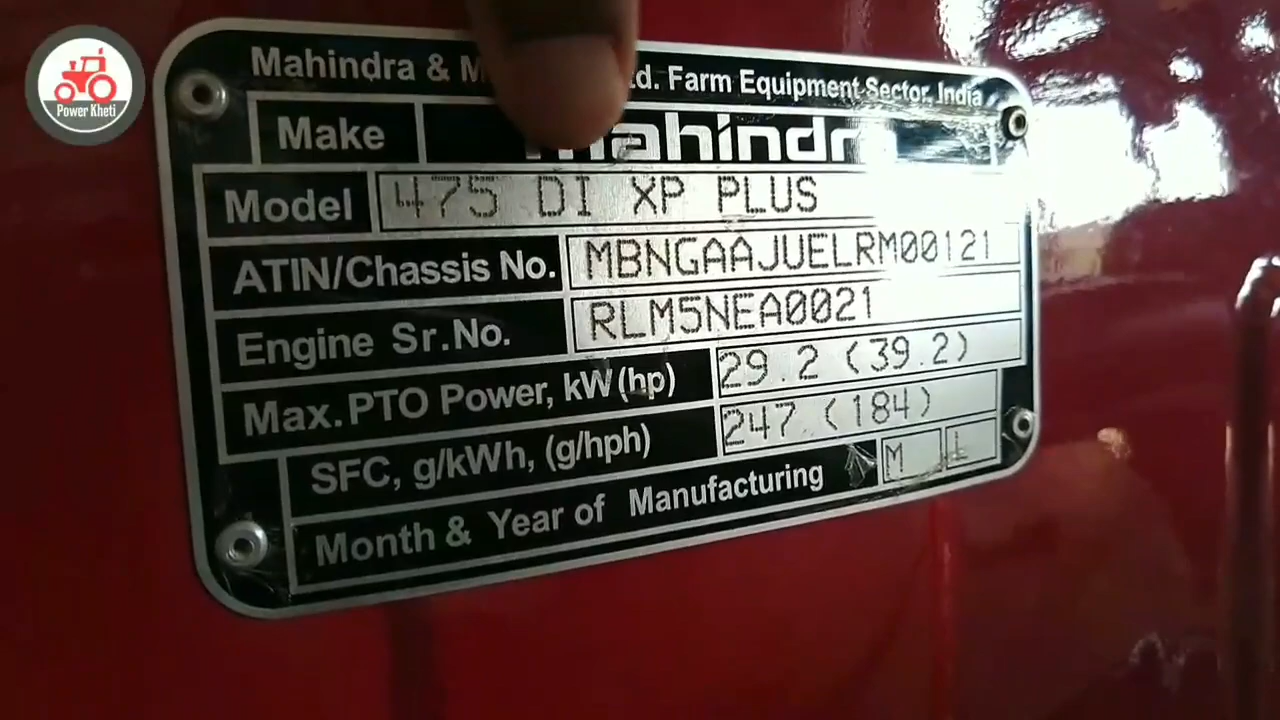 Power Kheti
Mahindra & M d. Farm Equipment Sector, India
Make mahindra
Model 475 DI XP PLUS
ATIN/Chassis No. MBNGAAJUELRM00121
Engine Sr.No. RLM5NEA0021
Max.PTO Power, kW(hp) 29.2 (39.2)
SFC, g/kWh, (g/hph) 247 (184)
Month & Year of Manufacturing M L